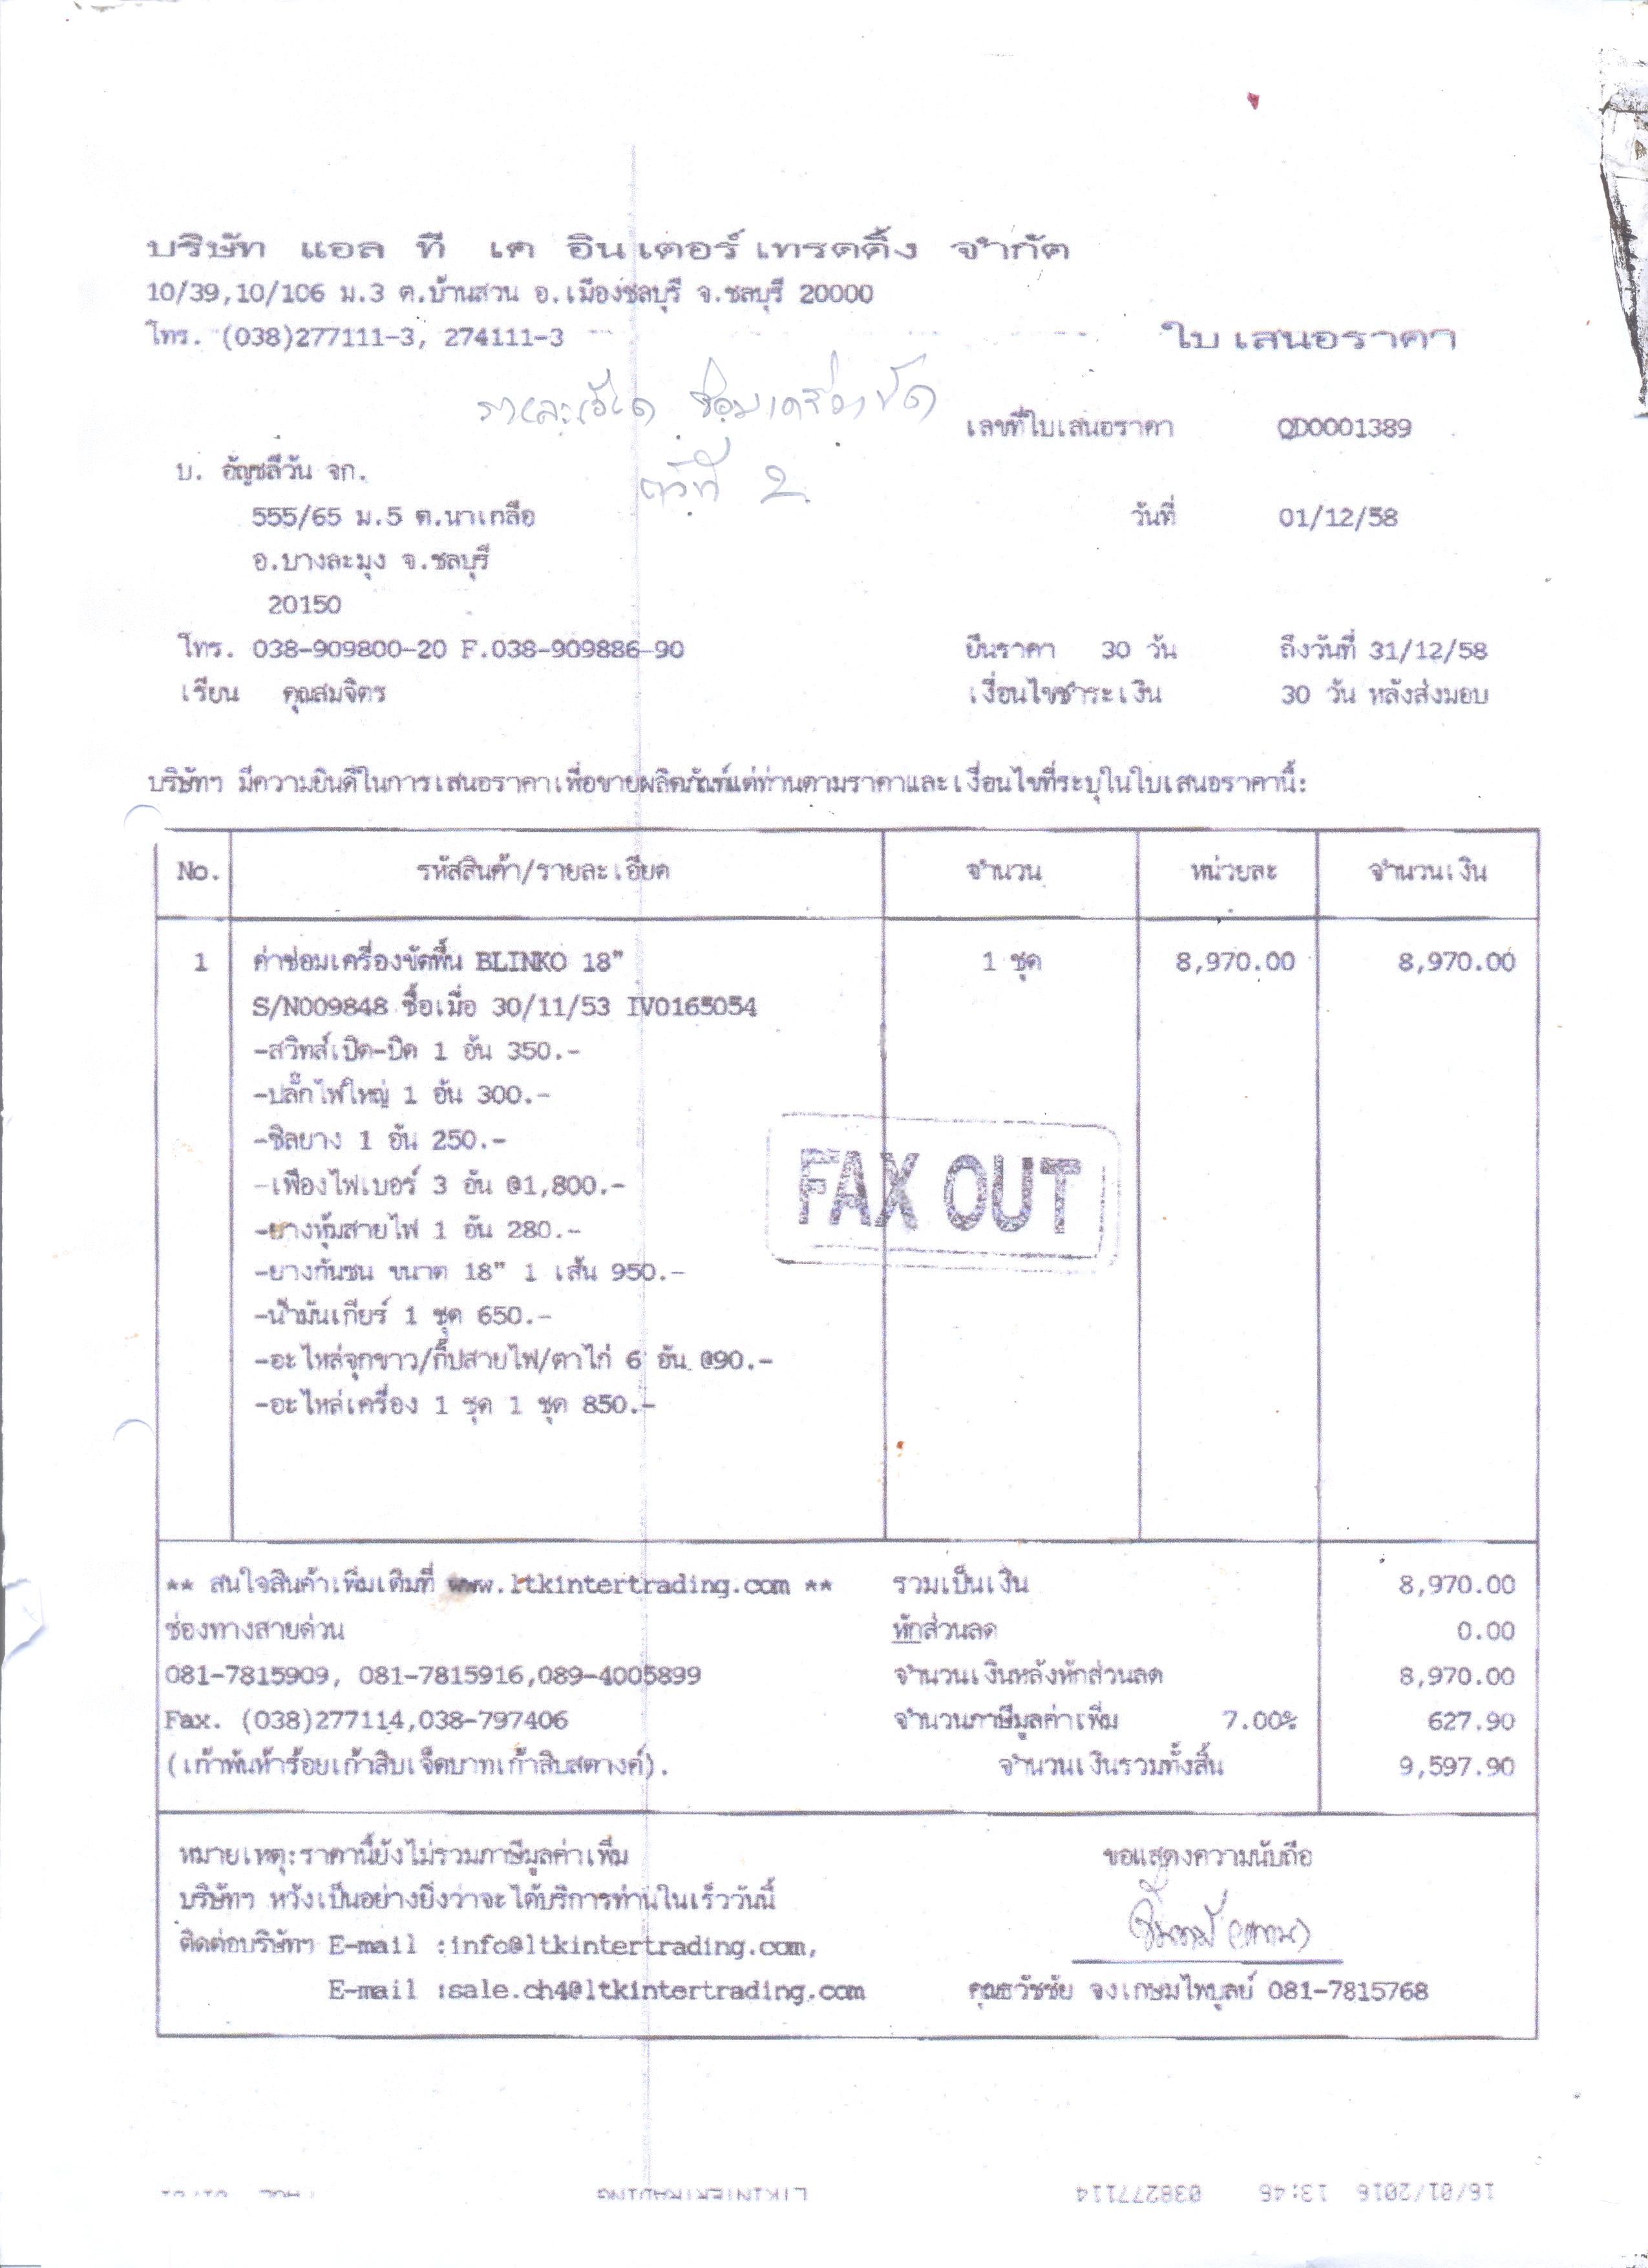 บริษัท แอล ที เค อินเตอร์เทรดดิ้ง จำกัด
10/39,10/106 ม.3 ต.บ้านสวน อ.เมืองชลบุรี จ.ชลบุรี 20000
โทร. (038)277111-3, 274111-3
ใบเสนอราคา
รายละเอียด ซ่อมเครื่องขัด
ตัวที่ 2
เลขที่ใบเสนอราคา QD0001389
บ. อัญชลีวัน จก.
555/65 ม.5 ต.นาเกลือ
วันที่ 01/12/58
อ.บางละมุง จ.ชลบุรี
20150
โทร. 038-909800-20 F.038-909886-90
ยืนราคา 30 วัน ถึงวันที่ 31/12/58
เรียน คุณสมจิตร
เงื่อนไขชำระเงิน 30 วัน หลังส่งมอบ
บริษัทฯ มีความยินดีในการเสนอราคาเพื่อขายผลิตภัณฑ์แด่ท่านตามราคาและเงื่อนไขที่ระบุในใบเสนอราคานี้:
No. รหัสสินค้า/รายละเอียด จำนวน หน่วยละ จำนวนเงิน
1 ค่าซ่อมเครื่องขัดพื้น BLINKO 18" 1 ชุด 8,970.00 8,970.00
S/N009848 ซื้อเมื่อ 30/11/53 IV0165054
-สวิทส์เปิด-ปิด 1 อัน 350.-
-ปลั๊กไฟใหญ่ 1 อัน 300.-
-ซิลยาง 1 อัน 250.-
-เฟืองไฟเบอร์ 3 อัน @1,800.-
-ยางหุ้มสายไฟ 1 อัน 280.-
-ยางกันชน ขนาด 18" 1 เส้น 950.-
-น้ำมันเกียร์ 1 ชุด 650.-
-อะไหล่จุกขาว/กิ๊ปสายไฟ/ตาไก่ 6 อัน @90.-
-อะไหล่เครื่อง 1 ชุด 1 ชุด 850.-
FAX OUT
** สนใจสินค้าเพิ่มเติมที่ www.ltkintertrading.com ** รวมเป็นเงิน 8,970.00
ช่องทางสายด่วน หักส่วนลด 0.00
081-7815909, 081-7815916,089-4005899 จำนวนเงินหลังหักส่วนลด 8,970.00
Fax. (038)277114,038-797406 จำนวนภาษีมูลค่าเพิ่ม 7.00% 627.90
(เก้าพันห้าร้อยเก้าสิบเจ็ดบาทเก้าสิบสตางค์). จำนวนเงินรวมทั้งสิ้น 9,597.90
หมายเหตุ:ราคานี้ยังไม่รวมภาษีมูลค่าเพิ่ม ขอแสดงความนับถือ
บริษัทฯ หวังเป็นอย่างยิ่งว่าจะได้บริการท่านในเร็ววันนี้
ติดต่อบริษัทฯ E-mail :info@ltkintertrading.com,
E-mail :sale.ch4@ltkintertrading.com คุณธวัชชัย จงเกษมไพบูลย์ 081-7815768
16/01/2016 13:46 038277114 LTKINTERTRADING